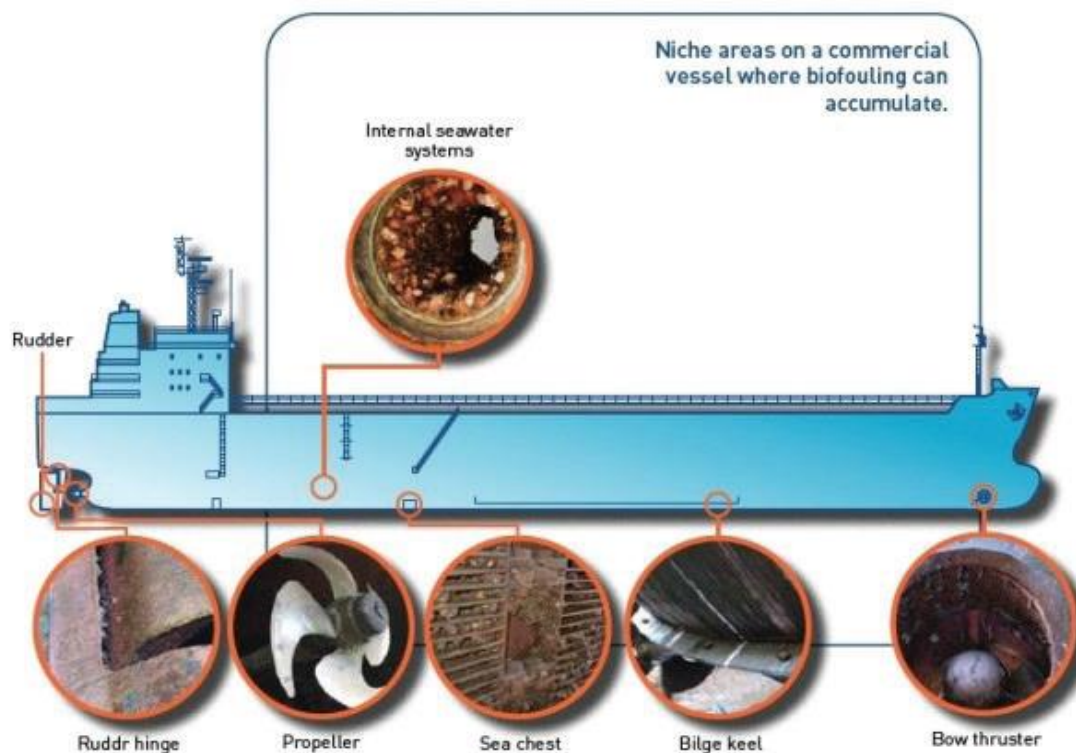 Niche areas on a commercial
vessel where biofouling can
accumulate.
Internal seawater
systems
Rudder
Ruddr hinge
Propeller
Sea chest
Bilge keel
Bow thruster